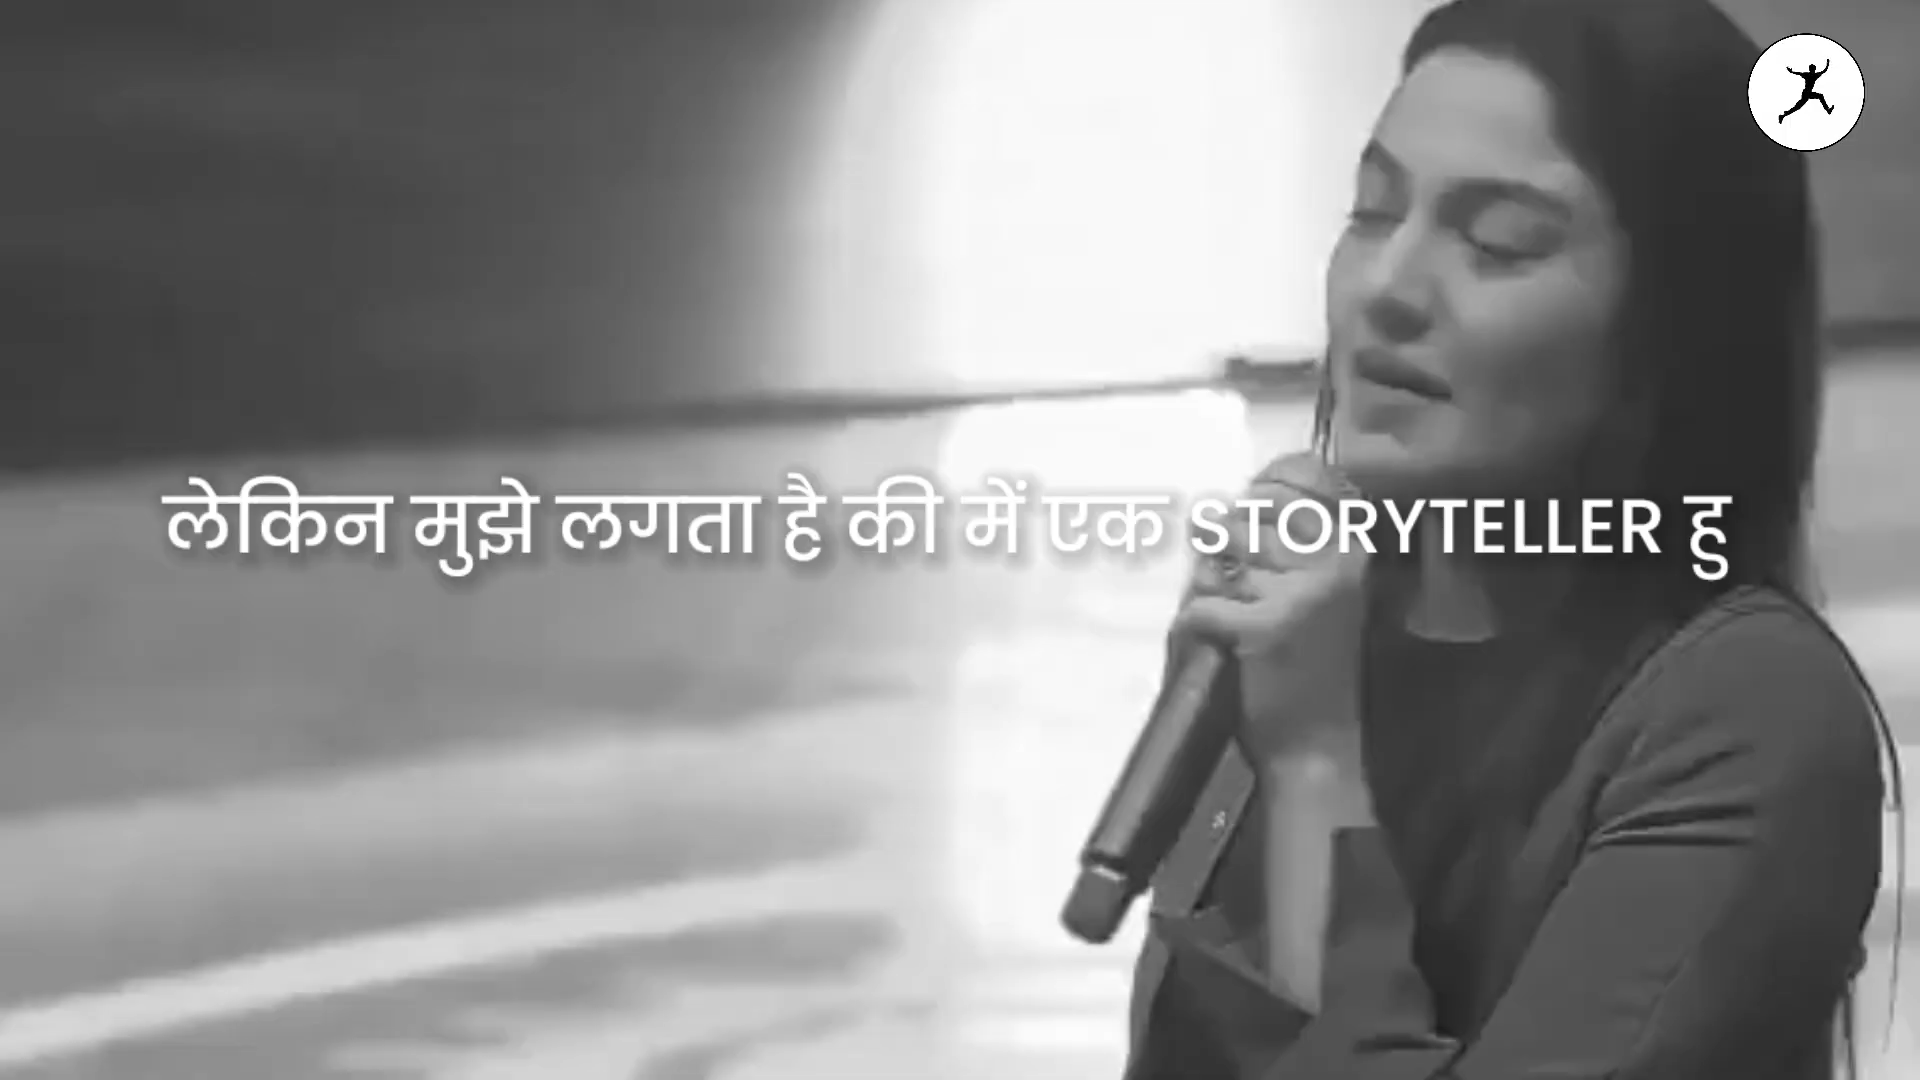 लेकिन मुझे लगता है की में एक STORYTELLER हु